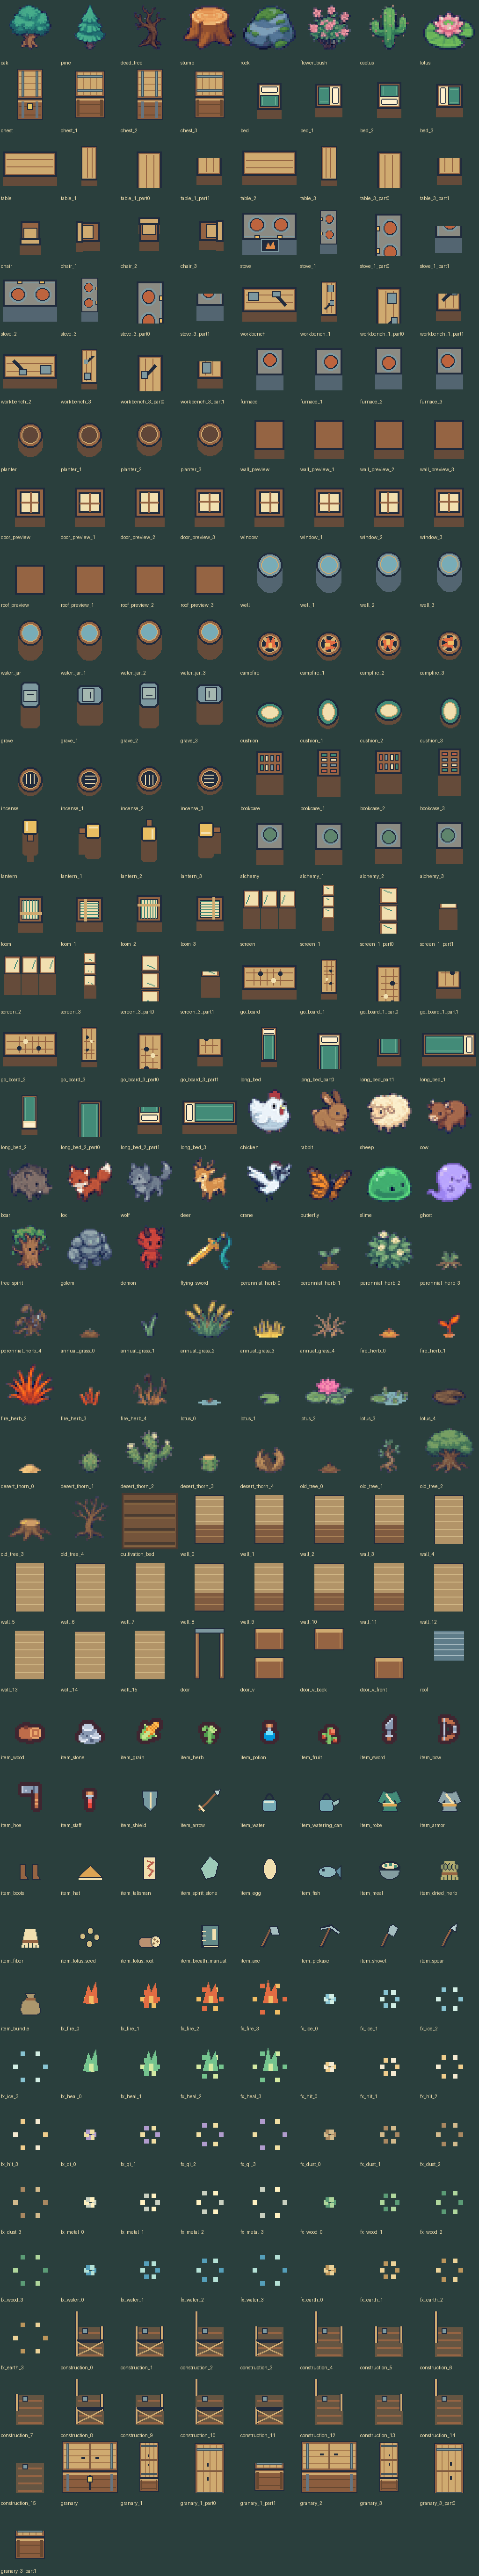 oak pine dead_tree stump rock flower_bush cactus lotus
chest chest_1 chest_2 chest_3 bed bed_1 bed_2 bed_3
table table_1 table_1_part0 table_1_part1 table_2 table_3 table_3_part0 table_3_part1
chair chair_1 chair_2 chair_3 stove stove_1 stove_1_part0 stove_1_part1
stove_2 stove_3 stove_3_part0 stove_3_part1 workbench workbench_1 workbench_1_part0 workbench_1_part1
workbench_2 workbench_3 workbench_3_part0 workbench_3_part1 furnace furnace_1 furnace_2 furnace_3
planter planter_1 planter_2 planter_3 wall_preview wall_preview_1 wall_preview_2 wall_preview_3
door_preview door_preview_1 door_preview_2 door_preview_3 window window_1 window_2 window_3
roof_preview roof_preview_1 roof_preview_2 roof_preview_3 well well_1 well_2 well_3
water_jar water_jar_1 water_jar_2 water_jar_3 campfire campfire_1 campfire_2 campfire_3
grave grave_1 grave_2 grave_3 cushion cushion_1 cushion_2 cushion_3
incense incense_1 incense_2 incense_3 bookcase bookcase_1 bookcase_2 bookcase_3
lantern lantern_1 lantern_2 lantern_3 alchemy alchemy_1 alchemy_2 alchemy_3
loom loom_1 loom_2 loom_3 screen screen_1 screen_1_part0 screen_1_part1
screen_2 screen_3 screen_3_part0 screen_3_part1 go_board go_board_1 go_board_1_part0 go_board_1_part1
go_board_2 go_board_3 go_board_3_part0 go_board_3_part1 long_bed long_bed_part0 long_bed_part1 long_bed_1
long_bed_2 long_bed_2_part0 long_bed_2_part1 long_bed_3 chicken rabbit sheep cow
boar fox wolf deer crane butterfly slime ghost
tree_spirit golem demon flying_sword perennial_herb_0 perennial_herb_1 perennial_herb_2 perennial_herb_3
perennial_herb_4 annual_grass_0 annual_grass_1 annual_grass_2 annual_grass_3 annual_grass_4 fire_herb_0 fire_herb_1
fire_herb_2 fire_herb_3 fire_herb_4 lotus_0 lotus_1 lotus_2 lotus_3 lotus_4
desert_thorn_0 desert_thorn_1 desert_thorn_2 desert_thorn_3 desert_thorn_4 old_tree_0 old_tree_1 old_tree_2
old_tree_3 old_tree_4 cultivation_bed wall_0 wall_1 wall_2 wall_3 wall_4
wall_5 wall_6 wall_7 wall_8 wall_9 wall_10 wall_11 wall_12
wall_13 wall_14 wall_15 door door_v door_v_back door_v_front roof
item_wood item_stone item_grain item_herb item_potion item_fruit item_sword item_bow
item_hoe item_staff item_shield item_arrow item_water item_watering_can item_robe item_armor
item_boots item_hat item_talisman item_spirit_stone item_egg item_fish item_meal item_dried_herb
item_fiber item_lotus_seed item_lotus_root item_breath_manual item_axe item_pickaxe item_shovel item_spear
item_bundle fx_fire_0 fx_fire_1 fx_fire_2 fx_fire_3 fx_ice_0 fx_ice_1 fx_ice_2
fx_ice_3 fx_heal_0 fx_heal_1 fx_heal_2 fx_heal_3 fx_hit_0 fx_hit_1 fx_hit_2
fx_hit_3 fx_qi_0 fx_qi_1 fx_qi_2 fx_qi_3 fx_dust_0 fx_dust_1 fx_dust_2
fx_dust_3 fx_metal_0 fx_metal_1 fx_metal_2 fx_metal_3 fx_wood_0 fx_wood_1 fx_wood_2
fx_wood_3 fx_water_0 fx_water_1 fx_water_2 fx_water_3 fx_earth_0 fx_earth_1 fx_earth_2
fx_earth_3 construction_0 construction_1 construction_2 construction_3 construction_4 construction_5 construction_6
construction_7 construction_8 construction_9 construction_10 construction_11 construction_12 construction_13 construction_14
construction_15 granary granary_1 granary_1_part0 granary_1_part1 granary_2 granary_3 granary_3_part0
granary_3_part1